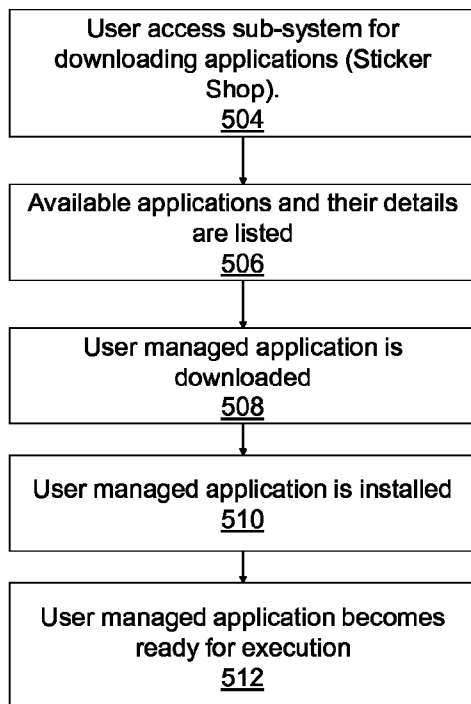 User access sub-system for
downloading applications (Sticker
Shop).
504
Available applications and their details
are listed
506
User managed application is
downloaded
508
User managed application is installed
510
User managed application becomes
ready for execution
512